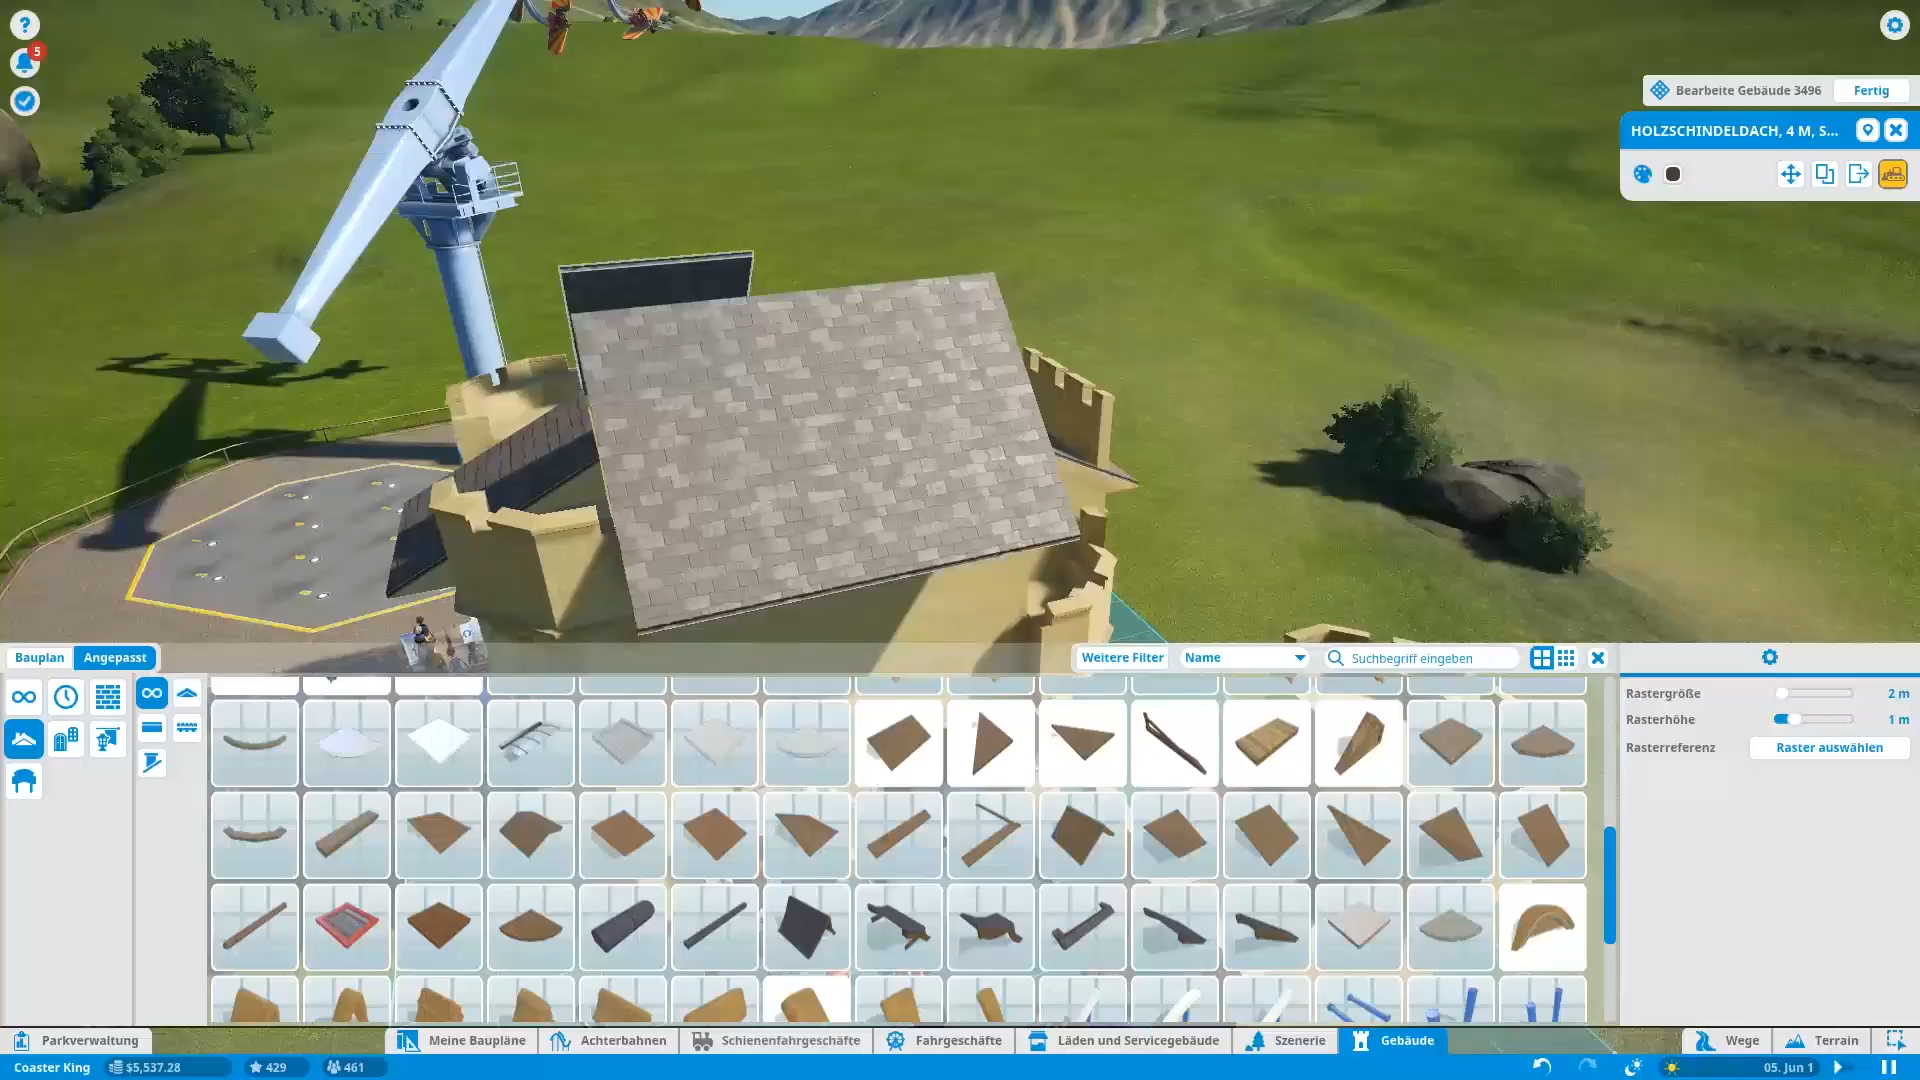 5
Bearbeite Gebäude 3496
Fertig
HOLZSCHINDELDACH, 4 M, S...
Bauplan
Angepasst
Weitere Filter
Name
Suchbegriff eingeben
Rastergröße
2 m
Rasterhöhe
1 m
Rasterreferenz
Raster auswählen
Parkverwaltung
Meine Baupläne
Achterbahnen
Schienenfahrgeschäfte
Fahrgeschäfte
Läden und Servicegebäude
Szenerie
Gebäude
Wege
Terrain
Coaster King
$5,537.28
429
461
05. Jun 1